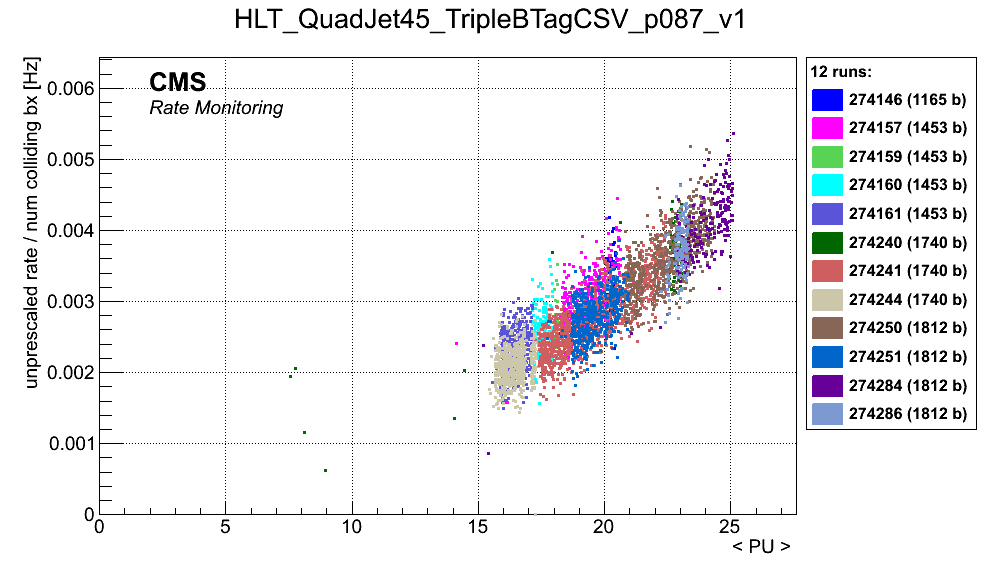 HLT_QuadJet45_TripleBTagCSV_p087_v1
unprescaled rate / num colliding bx [Hz]
CMS
Rate Monitoring
0.006
0.005
0.004
0.003
0.002
0.001
0
0 5 10 15 20 25
< PU >
12 runs:
274146 (1165 b)
274157 (1453 b)
274159 (1453 b)
274160 (1453 b)
274161 (1453 b)
274240 (1740 b)
274241 (1740 b)
274244 (1740 b)
274250 (1812 b)
274251 (1812 b)
274284 (1812 b)
274286 (1812 b)